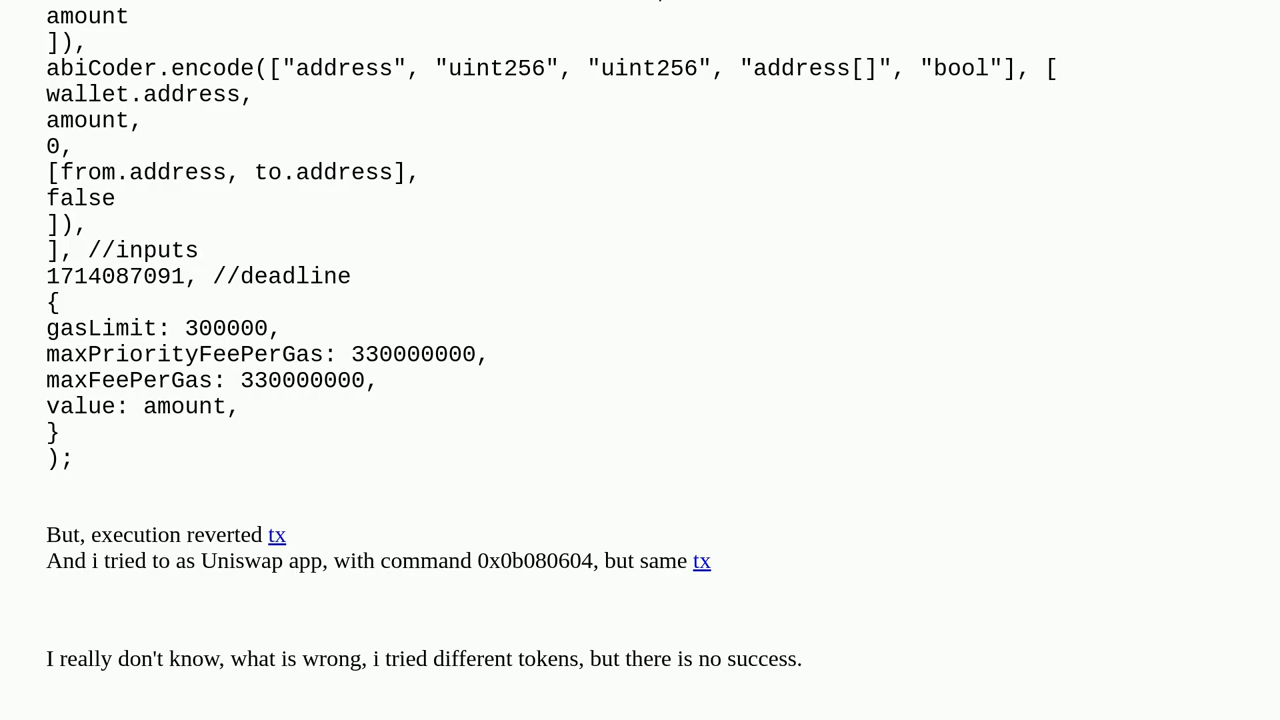 amount
]),
abiCoder.encode(["address", "uint256", "uint256", "address[]", "bool"], [
wallet.address,
amount,
0,
[from.address, to.address],
false
]),
], //inputs
1714087091, //deadline
{
gasLimit: 300000,
maxPriorityFeePerGas: 330000000,
maxFeePerGas: 330000000,
value: amount,
}
);
But, execution reverted tx
And i tried to as Uniswap app, with command 0x0b080604, but same tx
I really don't know, what is wrong, i tried different tokens, but there is no success.